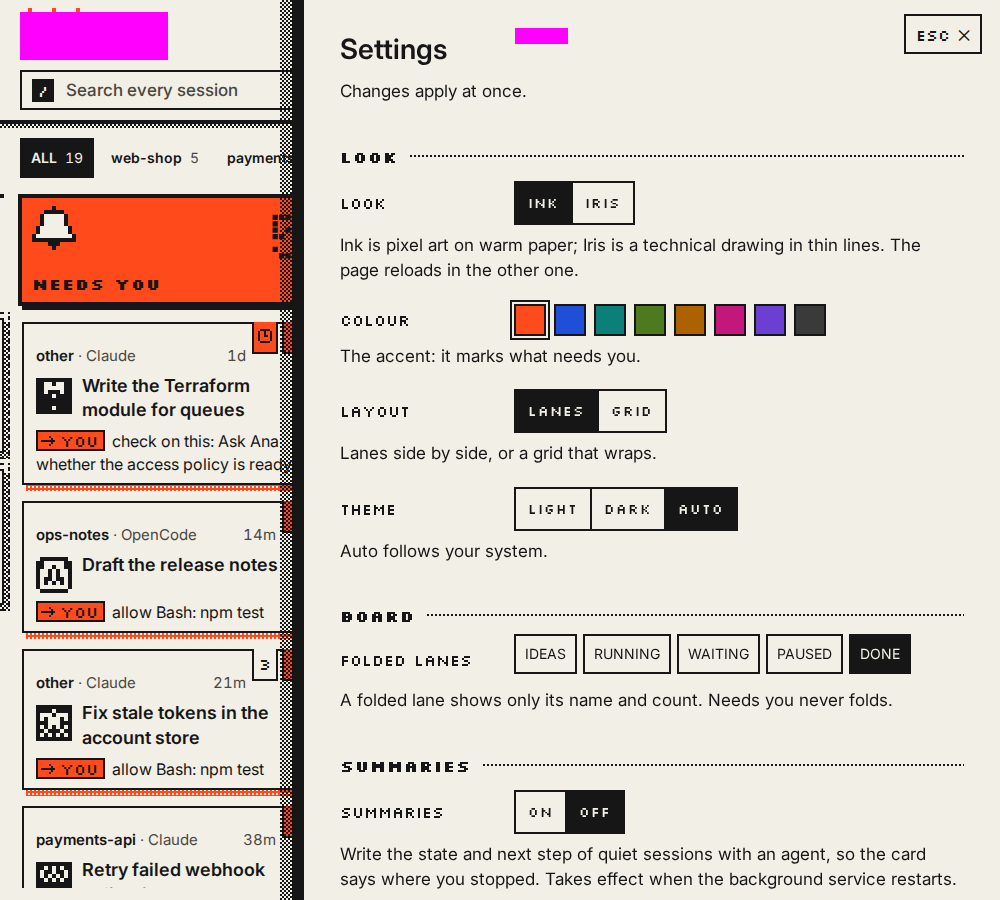 Search every session
ALL 19 web-shop 5 payment
NEEDS YOU
other · Claude 1d
Write the Terraform
module for queues
→ YOU check on this: Ask Ana
whether the access policy is ready
ops-notes · OpenCode 14m
Draft the release notes
→ YOU allow Bash: npm test
3
other · Claude 21m
Fix stale tokens in the
account store
→ YOU allow Bash: npm test
payments-api · Claude 38m
Retry failed webhook
Settings
ESC ×
Changes apply at once.
LOOK
LOOK INK IRIS
Ink is pixel art on warm paper; Iris is a technical drawing in thin lines. The
page reloads in the other one.
COLOUR
The accent: it marks what needs you.
LAYOUT LANES GRID
Lanes side by side, or a grid that wraps.
THEME LIGHT DARK AUTO
Auto follows your system.
BOARD
FOLDED LANES IDEAS RUNNING WAITING PAUSED DONE
A folded lane shows only its name and count. Needs you never folds.
SUMMARIES
SUMMARIES ON OFF
Write the state and next step of quiet sessions with an agent, so the card
says where you stopped. Takes effect when the background service restarts.